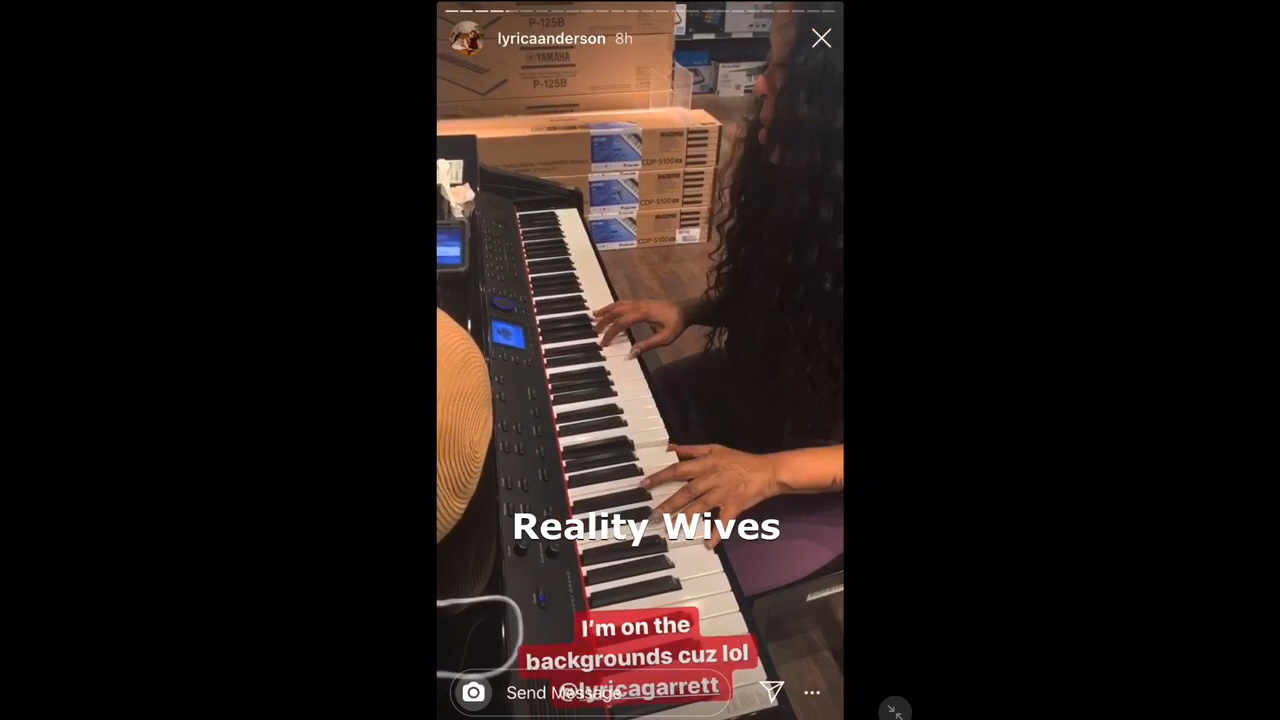 P-125B
lyricaanderson 8h
YAMAHA
P-125B
CDP-S100
CDP-S100
CDP-S100
Reality Wives
I'm on the
backgrounds cuz lol
@lyricagarrett
Send Message